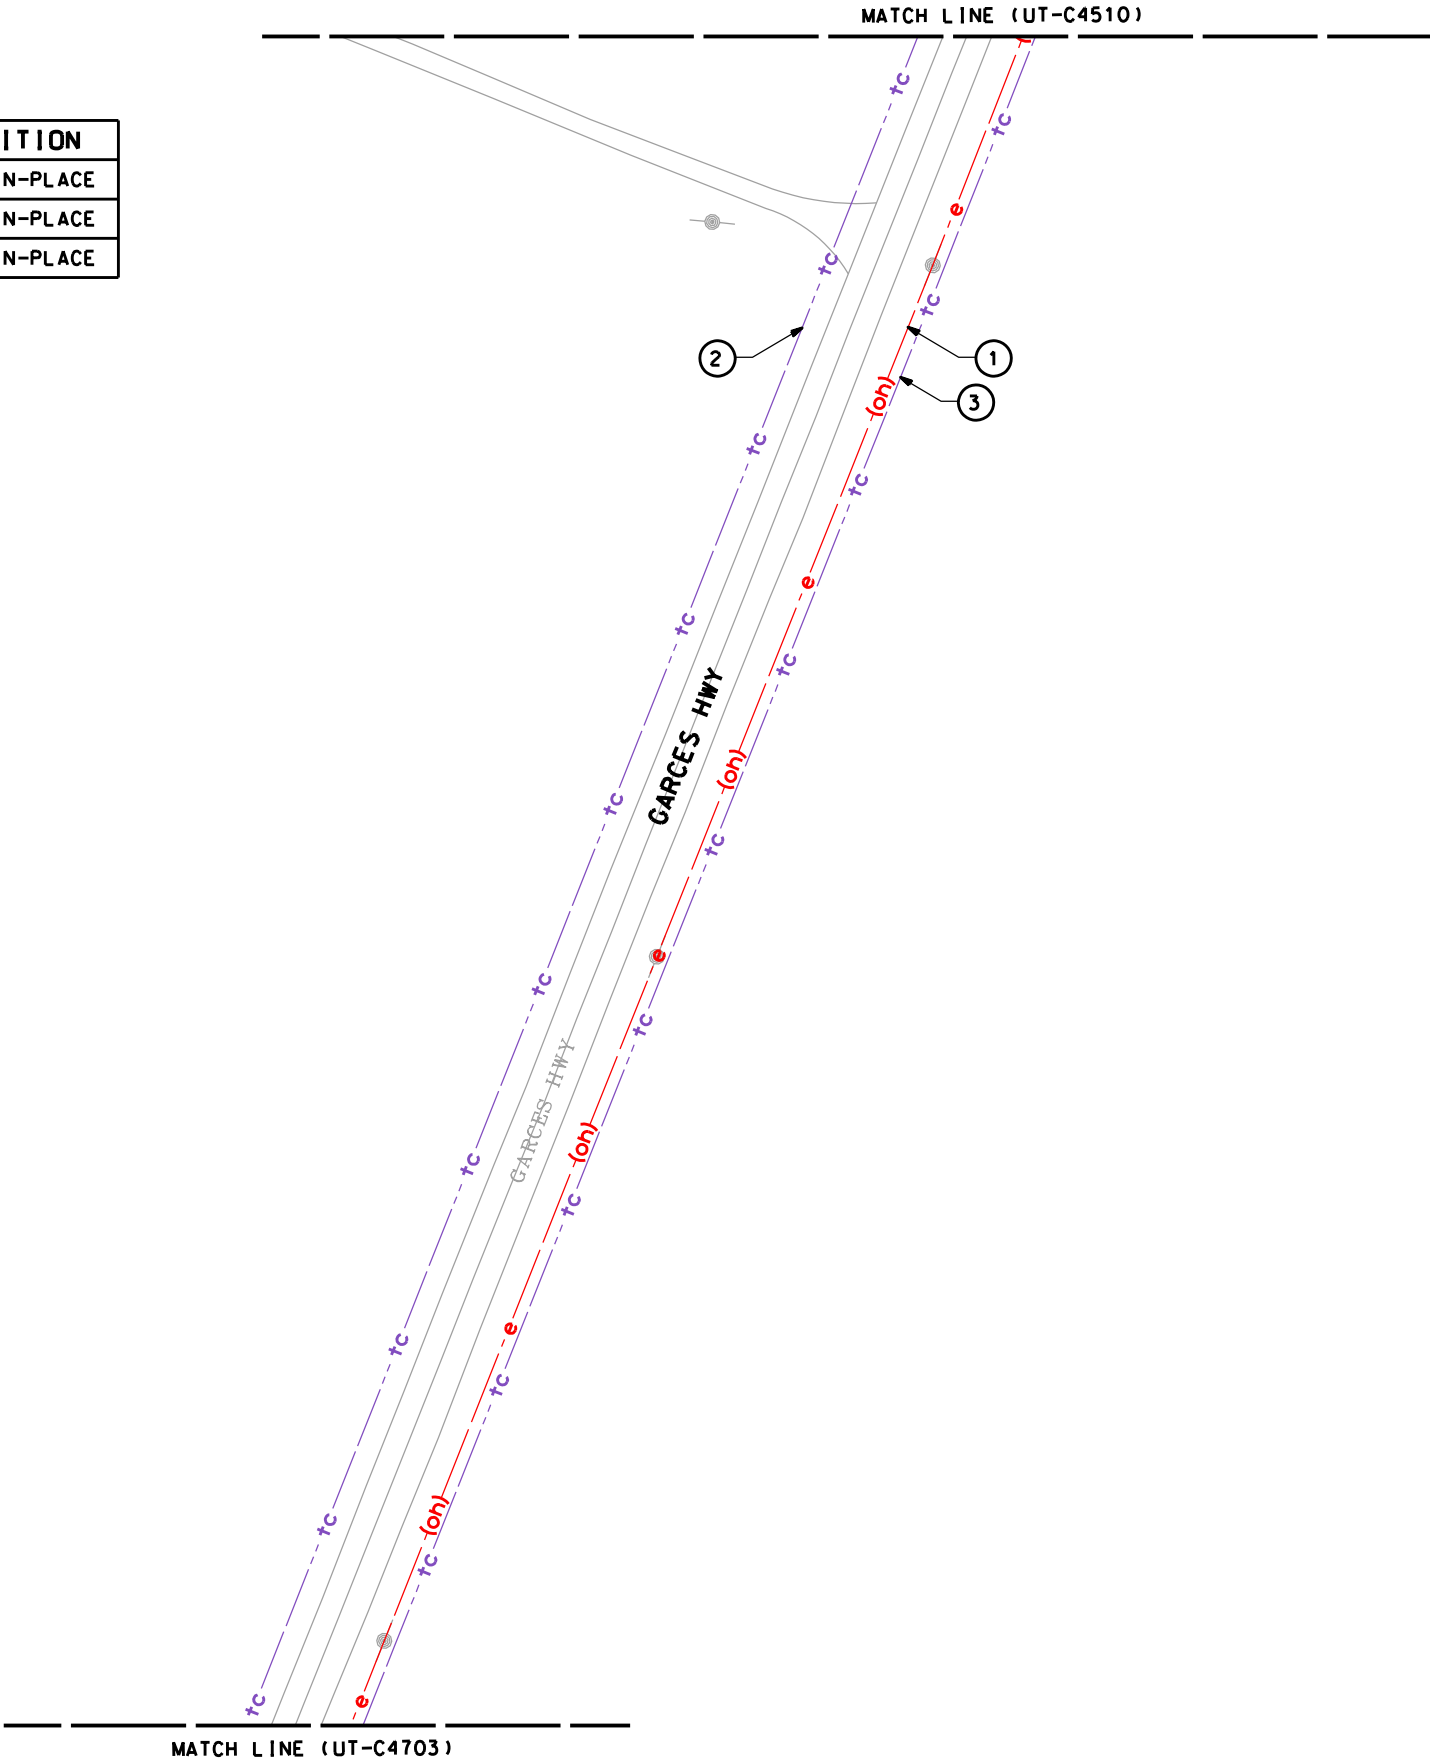 MATCH LINE (UT-C4510)
ITION
N-PLACE
N-PLACE
N-PLACE
tc
tc
e
tc
tc
2
1
(oh)
3
tc
tc
e
tc
tc
GARCES HWY
(oh)
tc
tc
e
tc
tc
GARCES HWY
(oh)
tc
tc
e
tc
tc
(oh)
tc
tc
e
tc
MATCH LINE (UT-C4703)